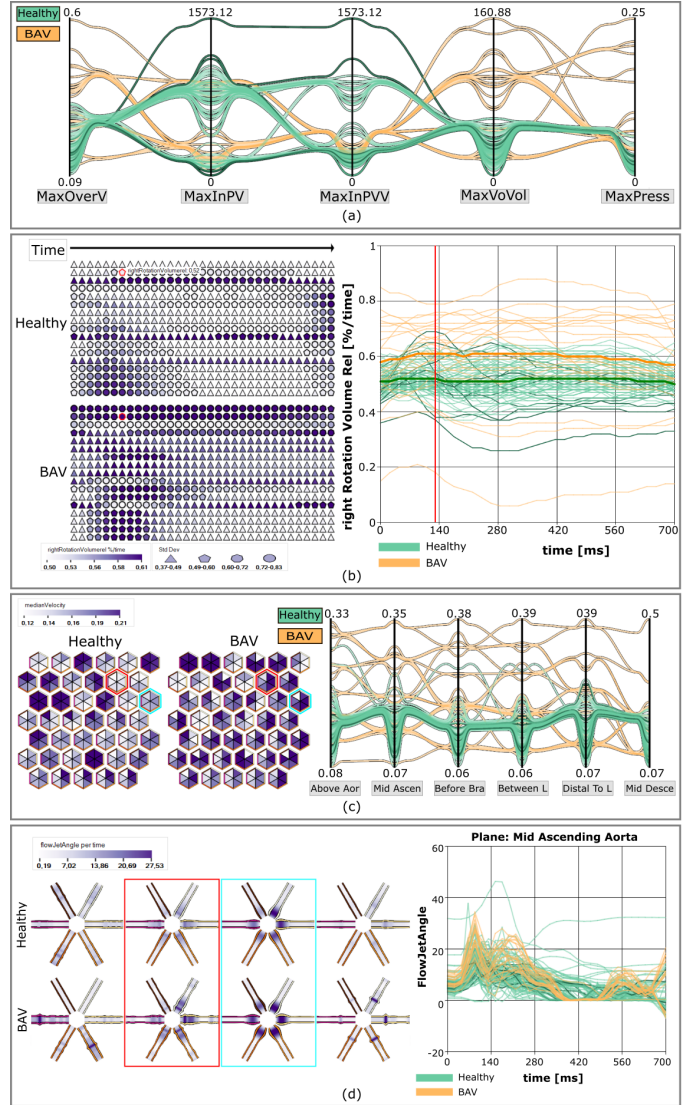 Healthy
BAV
0.6 1573.12 1573.12 160.88 0.25
0.09 0 0 0 0
MaxOverV MaxInPV MaxInPVV MaxVoVol MaxPress
(a)
Time
rightRotationVolumerel: 0,52
Healthy
BAV
rightRotationVolumerel %/time
0,50 0,53 0,56 0,58 0,61
Std Dev
0,37-0,49 0,49-0,60 0,60-0,72 0,72-0,83
right Rotation Volume Rel [%/time]
1
0.8
0.6
0.4
0.2
0
0 140 280 420 560 700
Healthy
BAV
time [ms]
(b)
medianVelocity
0,12 0,14 0,16 0,19 0,21
Healthy BAV
Healthy
BAV
0.33 0.35 0.38 0.39 039 0.5
0.08 0.07 0.06 0.06 0.07 0.07
Above Aor Mid Ascen Before Bra Between L Distal To L Mid Desce
(c)
flowJetAngle per time
0,19 7,02 13,86 20,69 27,53
Healthy
BAV
Plane: Mid Ascending Aorta
FlowJetAngle
60
40
20
0
-20
0 140 280 420 560 700
Healthy
BAV
time [ms]
(d)